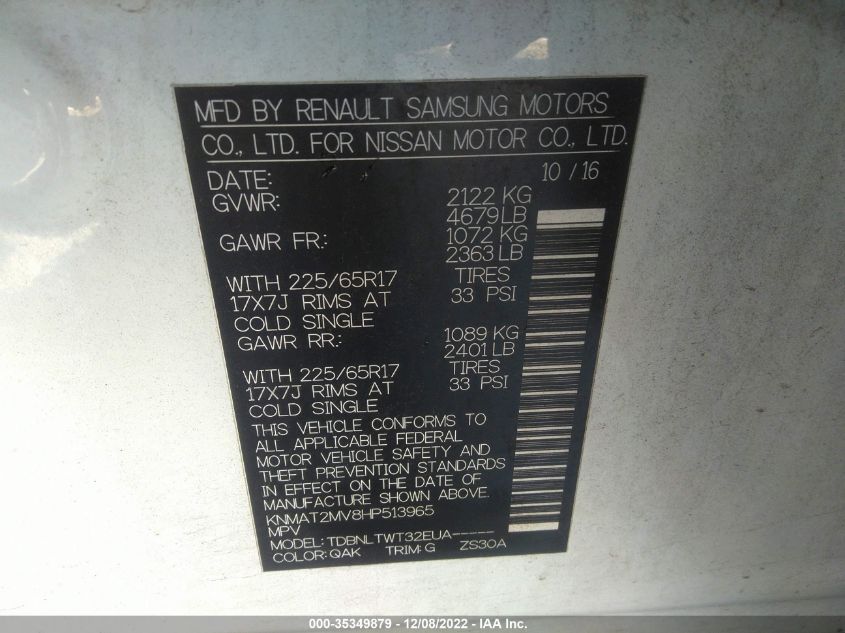 MFD BY RENAULT SAMSUNG MOTORS
CO., LTD. FOR NISSAN MOTOR CO., LTD.
DATE: 10 / 16
GVWR: 2122 KG
4679 LB
GAWR FR.: 1072 KG
2363 LB
WITH 225/65R17 TIRES
17X7J RIMS AT 33 PSI
COLD SINGLE
GAWR RR.: 1089 KG
2401 LB
WITH 225/65R17 TIRES
17X7J RIMS AT 33 PSI
COLD SINGLE
THIS VEHICLE CONFORMS TO
ALL APPLICABLE FEDERAL
MOTOR VEHICLE SAFETY AND
THEFT PREVENTION STANDARDS
IN EFFECT ON THE DATE OF
MANUFACTURE SHOWN ABOVE.
KNMAT2MV8HP513965
MPV
MODEL: TDBNLTWT32EUA-----
COLOR: QAK TRIM: G ZS30A
000-35349879 - 12/08/2022 - IAA Inc.